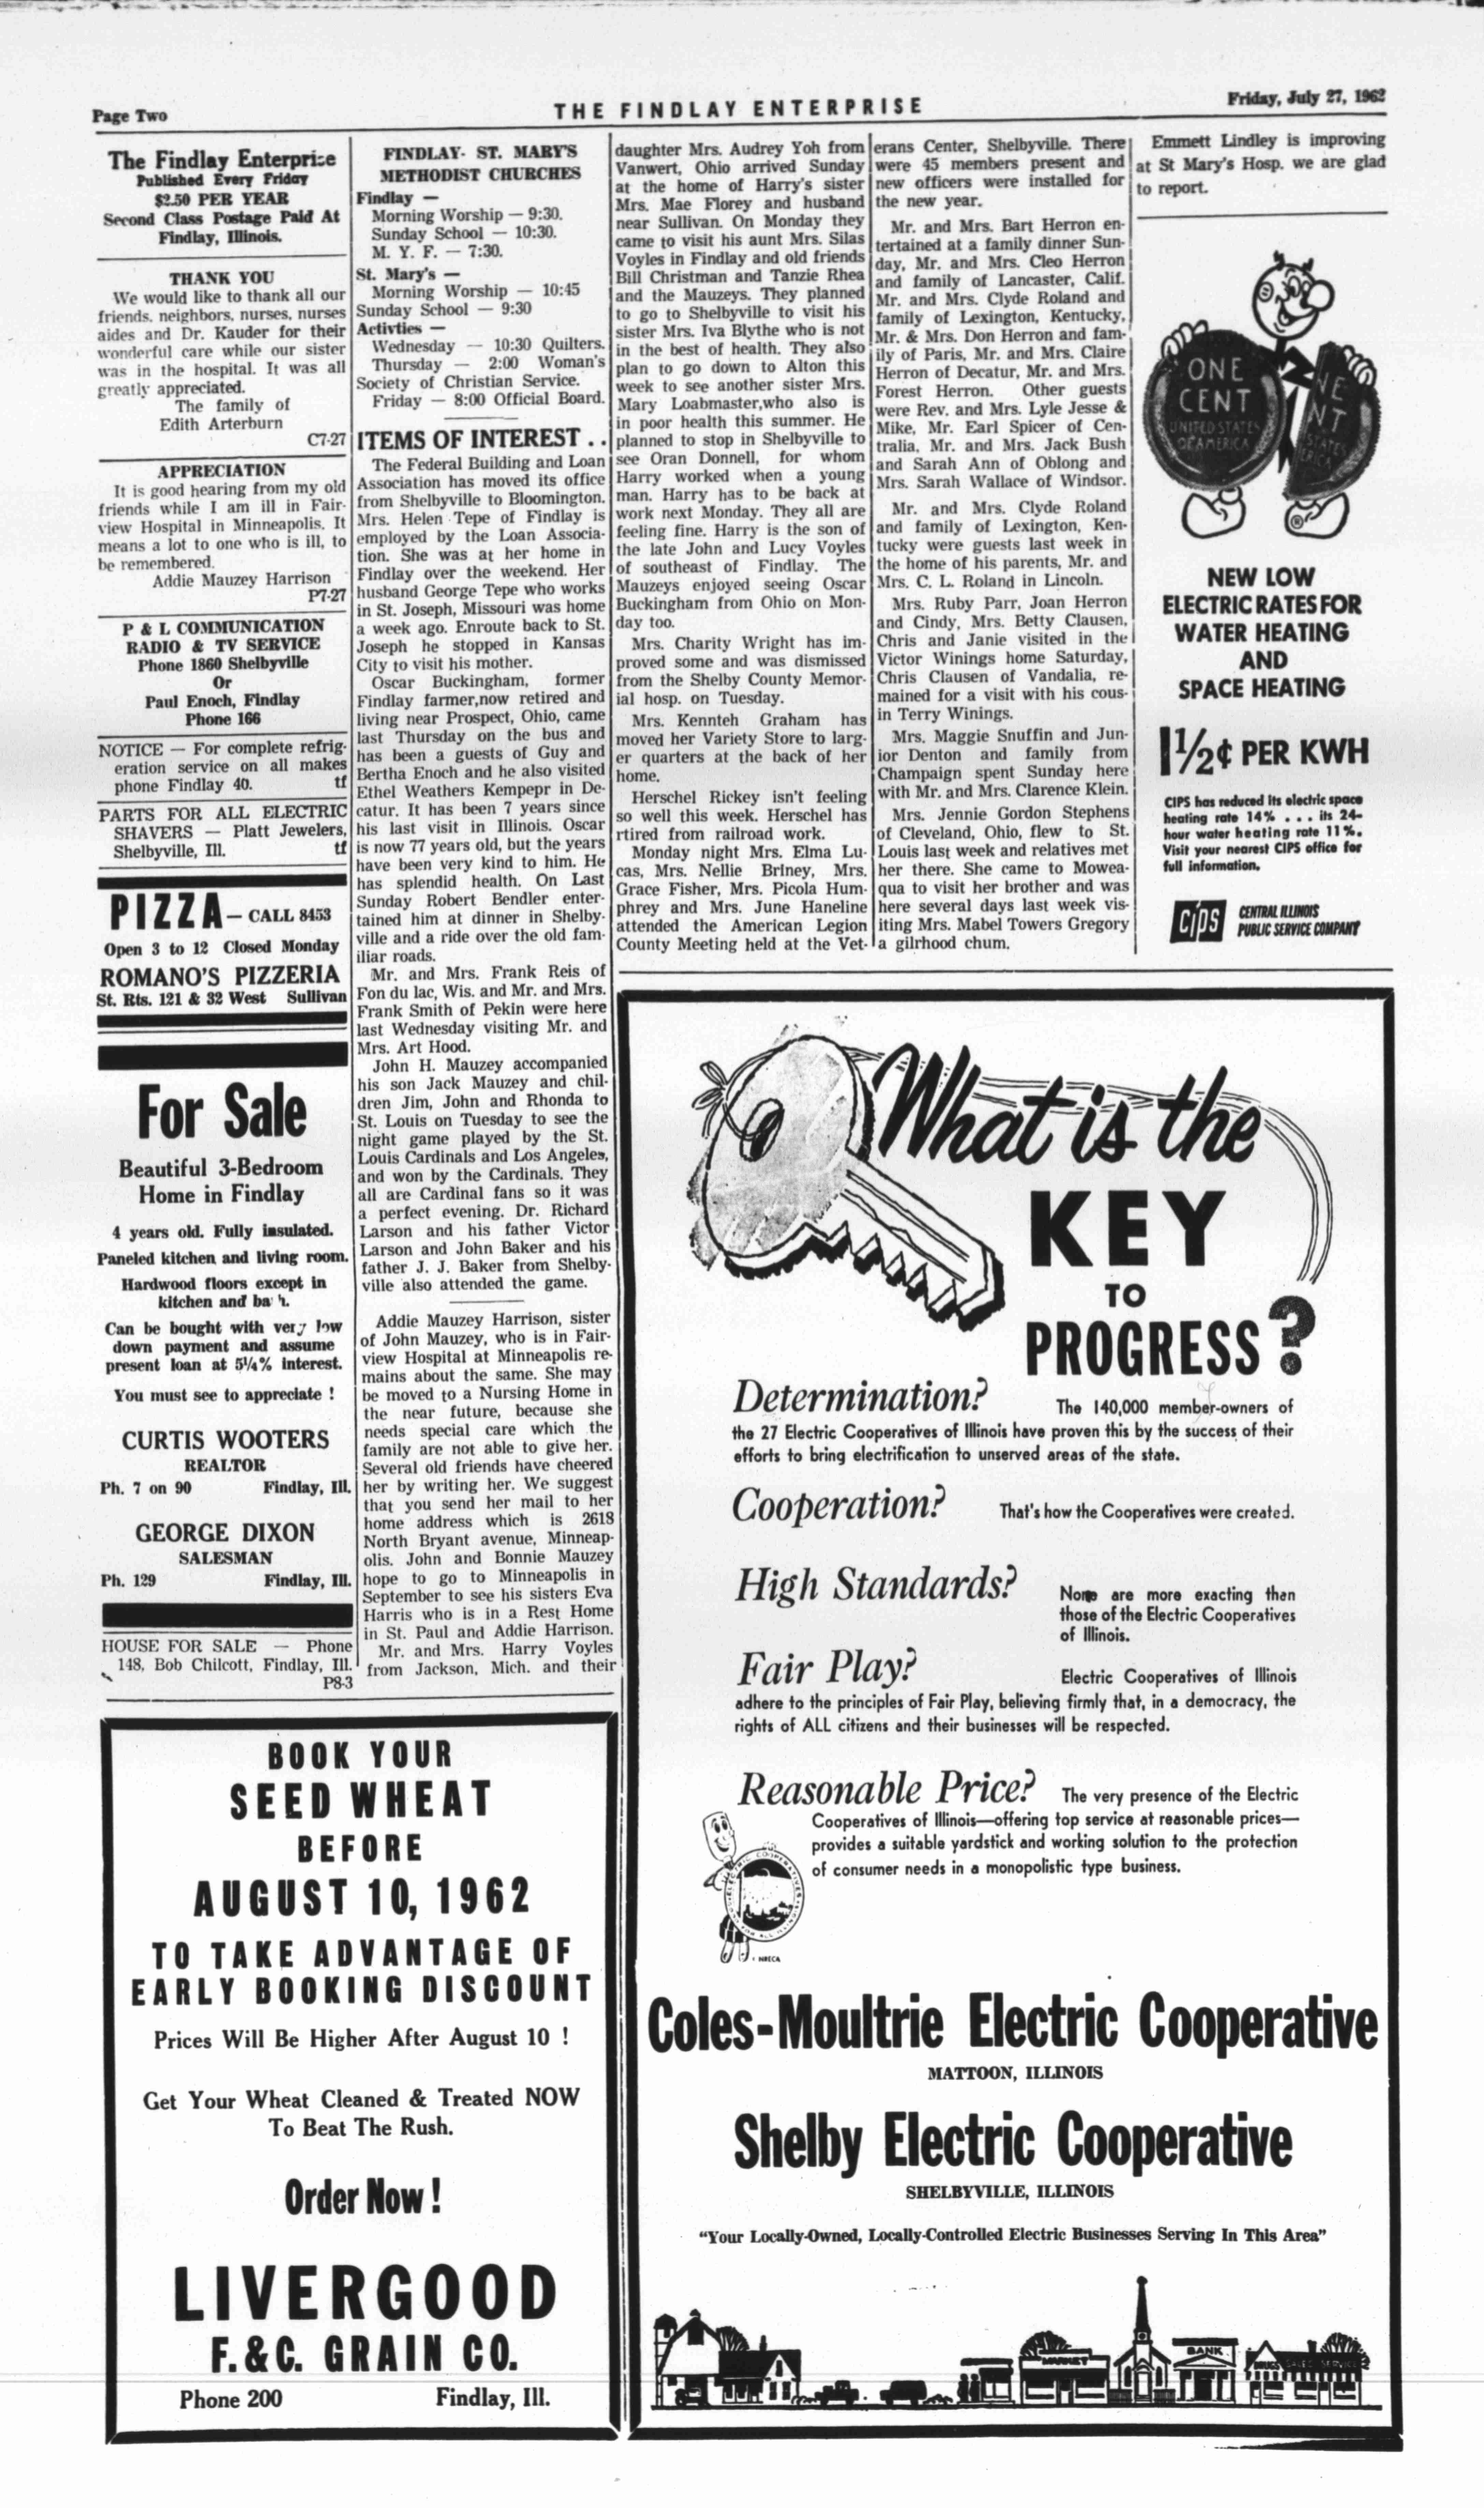 Page Two
THE FINDLAY ENTERPRISE
Friday, July 27, 1962
The Findlay Enterprise
Published Every Friday
$2.50 PER YEAR
Second Class Postage Paid At
Findlay, Illinois.
THANK YOU
We would like to thank all our
friends, neighbors, nurses, nurses
aides and Dr. Kauder for their
wonderful care while our sister
was in the hospital. It was all
greatly appreciated.
The family of
Edith Arterburn
C7-27
APPRECIATION
It is good hearing from my old
friends while I am ill in Fair-
view Hospital in Minneapolis. It
means a lot to one who is ill, to
be remembered.
Addie Mauzey Harrison
P7-27
P & L COMMUNICATION
RADIO & TV SERVICE
Phone 1860 Shelbyville
Or
Paul Enoch, Findlay
Phone 166
NOTICE — For complete refrig-
eration service on all makes
phone Findlay 40. tf
PARTS FOR ALL ELECTRIC
SHAVERS — Platt Jewelers,
Shelbyville, Ill. tf
PIZZA — CALL 8453
Open 3 to 12 Closed Monday
ROMANO'S PIZZERIA
St. Rts. 121 & 32 West Sullivan
For Sale
Beautiful 3-Bedroom
Home in Findlay
4 years old. Fully insulated.
Paneled kitchen and living room.
Hardwood floors except in
kitchen and
Can be bought with very low
down payment and assume
present loan at 5¼% interest.
You must see to appreciate !
CURTIS WOOTERS
REALTOR
Ph. 7 on 90 Findlay, Ill.
GEORGE DIXON
SALESMAN
Ph. 129 Findlay, Ill.
HOUSE FOR SALE — Phone
148, Bob Chilcott, Findlay, Ill.
P8-3
FINDLAY- ST. MARY'S
METHODIST CHURCHES
Findlay —
Morning Worship — 9:30.
Sunday School — 10:30.
M. Y. F. — 7:30.
St. Mary's —
Morning Worship — 10:45
Sunday School — 9:30
Activties —
Wednesday — 10:30 Quilters.
Thursday — 2:00 Woman's
Society of Christian Service.
Friday — 8:00 Official Board.
ITEMS OF INTEREST . .
The Federal Building and Loan
Association has moved its office
from Shelbyville to Bloomington.
Mrs. Helen Tepe of Findlay is
employed by the Loan Associa-
tion. She was at her home in
Findlay over the weekend. Her
husband George Tepe who works
in St. Joseph, Missouri was home
a week ago. Enroute back to St.
Joseph he stopped in Kansas
City to visit his mother.
Oscar Buckingham, former
Findlay farmer,now retired and
living near Prospect, Ohio, came
last Thursday on the bus and
has been a guests of Guy and
Bertha Enoch and he also visited
Ethel Weathers Kempepr in De-
catur. It has been 7 years since
his last visit in Illinois. Oscar
is now 77 years old, but the years
have been very kind to him. He
has splendid health. On Last
Sunday Robert Bendler enter-
tained him at dinner in Shelby-
ville and a ride over the old fam-
iliar roads.
Mr. and Mrs. Frank Reis of
Fon du lac, Wis. and Mr. and Mrs.
Frank Smith of Pekin were here
last Wednesday visiting Mr. and
Mrs. Art Hood.
John H. Mauzey accompanied
his son Jack Mauzey and chil-
dren Jim, John and Rhonda to
St. Louis on Tuesday to see the
night game played by the St.
Louis Cardinals and Los Angeles,
and won by the Cardinals. They
all are Cardinal fans so it was
a perfect evening. Dr. Richard
Larson and his father Victor
Larson and John Baker and his
father J. J. Baker from Shelby-
ville also attended the game.
Addie Mauzey Harrison, sister
of John Mauzey, who is in Fair-
view Hospital at Minneapolis re-
mains about the same. She may
be moved to a Nursing Home in
the near future, because she
needs special care which the
family are not able to give her.
Several old friends have cheered
her by writing her. We suggest
that you send her mail to her
home address which is 2618
North Bryant avenue, Minneap-
olis. John and Bonnie Mauzey
hope to go to Minneapolis in
September to see his sisters Eva
Harris who is in a Rest Home
in St. Paul and Addie Harrison.
Mr. and Mrs. Harry Voyles
from Jackson, Mich. and their
daughter Mrs. Audrey Yoh from
Vanwert, Ohio arrived Sunday
at the home of Harry's sister
Mrs. Mae Florey and husband
near Sullivan. On Monday they
came to visit his aunt Mrs. Silas
Voyles in Findlay and old friends
Bill Christman and Tanzie Rhea
and the Mauzeys. They planned
to go to Shelbyville to visit his
sister Mrs. Iva Blythe who is not
in the best of health. They also
plan to go down to Alton this
week to see another sister Mrs.
Mary Loabmaster,who also is
in poor health this summer. He
planned to stop in Shelbyville to
see Oran Donnell, for whom
Harry worked when a young
man. Harry has to be back at
work next Monday. They all are
feeling fine. Harry is the son of
the late John and Lucy Voyles
of southeast of Findlay. The
Mauzeys enjoyed seeing Oscar
Buckingham from Ohio on Mon-
day too.
Mrs. Charity Wright has im-
proved some and was dismissed
from the Shelby County Memor-
ial hosp. on Tuesday.
Mrs. Kennteh Graham has
moved her Variety Store to larg-
er quarters at the back of her
home.
Herschel Rickey isn't feeling
so well this week. Herschel has
rtired from railroad work.
Monday night Mrs. Elma Lu-
cas, Mrs. Nellie Briney, Mrs.
Grace Fisher, Mrs. Picola Hum-
phrey and Mrs. June Haneline
attended the American Legion
County Meeting held at the Vet-
erans Center, Shelbyville. There
were 45 members present and
new officers were installed for
the new year.
Mr. and Mrs. Bart Herron en-
tertained at a family dinner Sun-
day, Mr. and Mrs. Cleo Herron
and family of Lancaster, Calif.
Mr. and Mrs. Clyde Roland and
family of Lexington, Kentucky,
Mr. & Mrs. Don Herron and fam-
ily of Paris, Mr. and Mrs. Claire
Herron of Decatur, Mr. and Mrs.
Forest Herron. Other guests
were Rev. and Mrs. Lyle Jesse &
Mike, Mr. Earl Spicer of Cen-
tralia, Mr. and Mrs. Jack Bush
and Sarah Ann of Oblong and
Mrs. Sarah Wallace of Windsor.
Mr. and Mrs. Clyde Roland
and family of Lexington, Ken-
tucky were guests last week in
the home of his parents, Mr. and
Mrs. C. L. Roland in Lincoln.
Mrs. Ruby Parr, Joan Herron
and Cindy, Mrs. Betty Clausen,
Chris and Janie visited in the
Victor Winings home Saturday,
Chris Clausen of Vandalia, re-
mained for a visit with his cous-
in Terry Winings.
Mrs. Maggie Snuffin and Jun-
ior Denton and family from
Champaign spent Sunday here
with Mr. and Mrs. Clarence Klein.
Mrs. Jennie Gordon Stephens
of Cleveland, Ohio, flew to St.
Louis last week and relatives met
her there. She came to Mowea-
qua to visit her brother and was
here several days last week vis-
iting Mrs. Mabel Towers Gregory
a gilrhood chum.
Emmett Lindley is improving
at St Mary's Hosp. we are glad
to report.
ONE
CENT
UNITED STATES
OF AMERICA
NE
NT
STATES
ERICA
NEW LOW
ELECTRIC RATES FOR
WATER HEATING
AND
SPACE HEATING
1½¢ PER KWH
CIPS has reduced its electric space
heating rate 14% . . . its 24-
hour water heating rate 11%.
Visit your nearest CIPS office for
full information.
CIPS
CENTRAL ILLINOIS
PUBLIC SERVICE COMPANY
BOOK YOUR
SEED WHEAT
BEFORE
AUGUST 10, 1962
TO TAKE ADVANTAGE OF
EARLY BOOKING DISCOUNT
Prices Will Be Higher After August 10 !
Get Your Wheat Cleaned & Treated NOW
To Beat The Rush.
Order Now !
LIVERGOOD
F. & C. GRAIN CO.
Phone 200 Findlay, Ill.
What is the
KEY
TO
PROGRESS?
Determination? The 140,000 member-owners of
the 27 Electric Cooperatives of Illinois have proven this by the success of their
efforts to bring electrification to unserved areas of the state.
Cooperation? That's how the Cooperatives were created.
High Standards? None are more exacting than
those of the Electric Cooperatives
of Illinois.
Fair Play? Electric Cooperatives of Illinois
adhere to the principles of Fair Play, believing firmly that, in a democracy, the
rights of ALL citizens and their businesses will be respected.
Reasonable Price? The very presence of the Electric
Cooperatives of Illinois—offering top service at reasonable prices—
provides a suitable yardstick and working solution to the protection
of consumer needs in a monopolistic type business.
NRECA
Coles-Moultrie Electric Cooperative
MATTOON, ILLINOIS
Shelby Electric Cooperative
SHELBYVILLE, ILLINOIS
"Your Locally-Owned, Locally-Controlled Electric Businesses Serving In This Area"
MARKET
BANK
DRUGS